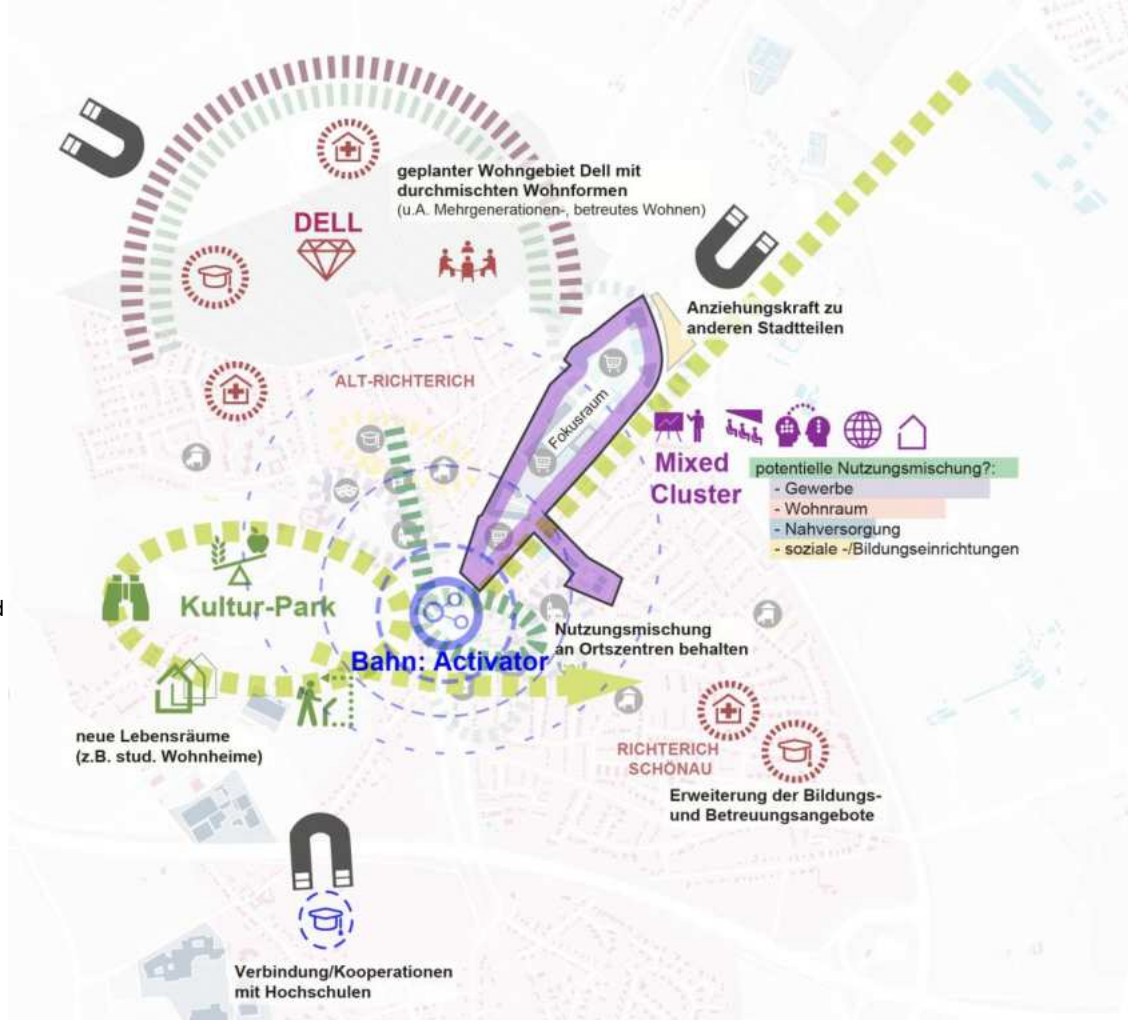 geplanter Wohngebiet Dell mit
durchmischten Wohnformen
(u.A. Mehrgenerationen-, betreutes Wohnen)
DELL
Anziehungskraft zu
anderen Stadtteilen
ALT-RICHTERICH
Fokusraum
Mixed
Cluster
potentielle Nutzungsmischung?:
- Gewerbe
- Wohnraum
- Nahversorgung
- soziale -/Bildungseinrichtungen
d
Kultur-Park
Nutzungsmischung
an Ortszentren behalten
Bahn: Activator
neue Lebensräume
(z.B. stud. Wohnheime)
RICHTERICH
SCHÖNAU
Erweiterung der Bildungs-
und Betreuungsangebote
Verbindung/Kooperationen
mit Hochschulen